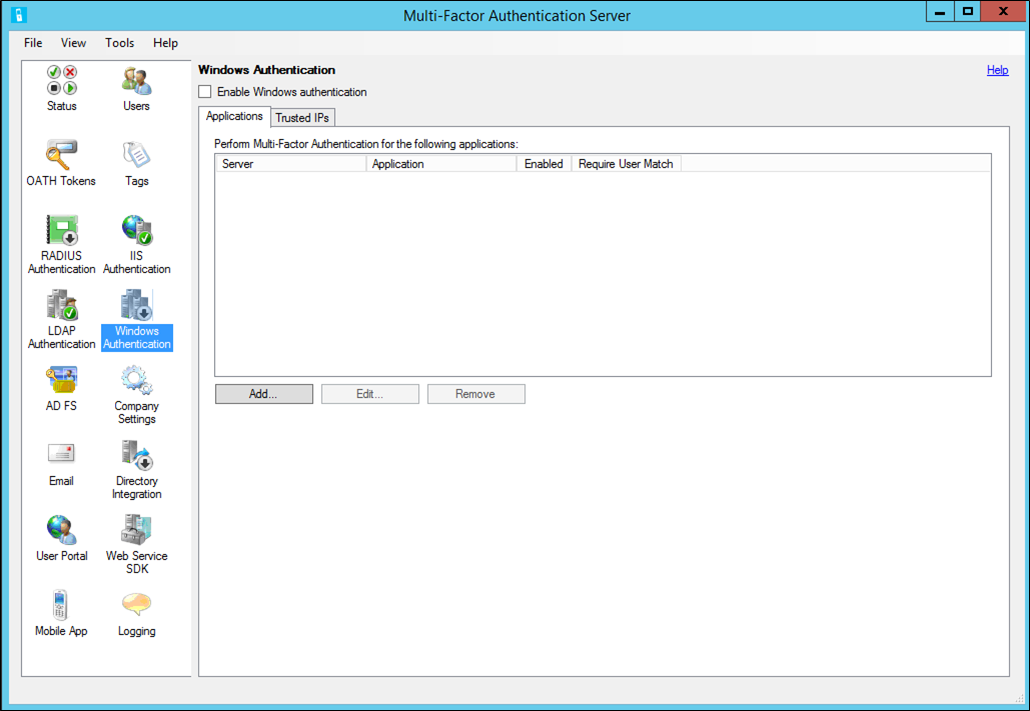 Multi-Factor Authentication Server
File View Tools Help
Status Users
OATH Tokens Tags
RADIUS Authentication IIS Authentication
LDAP Authentication Windows Authentication
AD FS Company Settings
Email Directory Integration
User Portal Web Service SDK
Mobile App Logging
Windows Authentication Help
Enable Windows authentication
Applications Trusted IPs
Perform Multi-Factor Authentication for the following applications:
Server Application Enabled Require User Match
Add... Edit... Remove